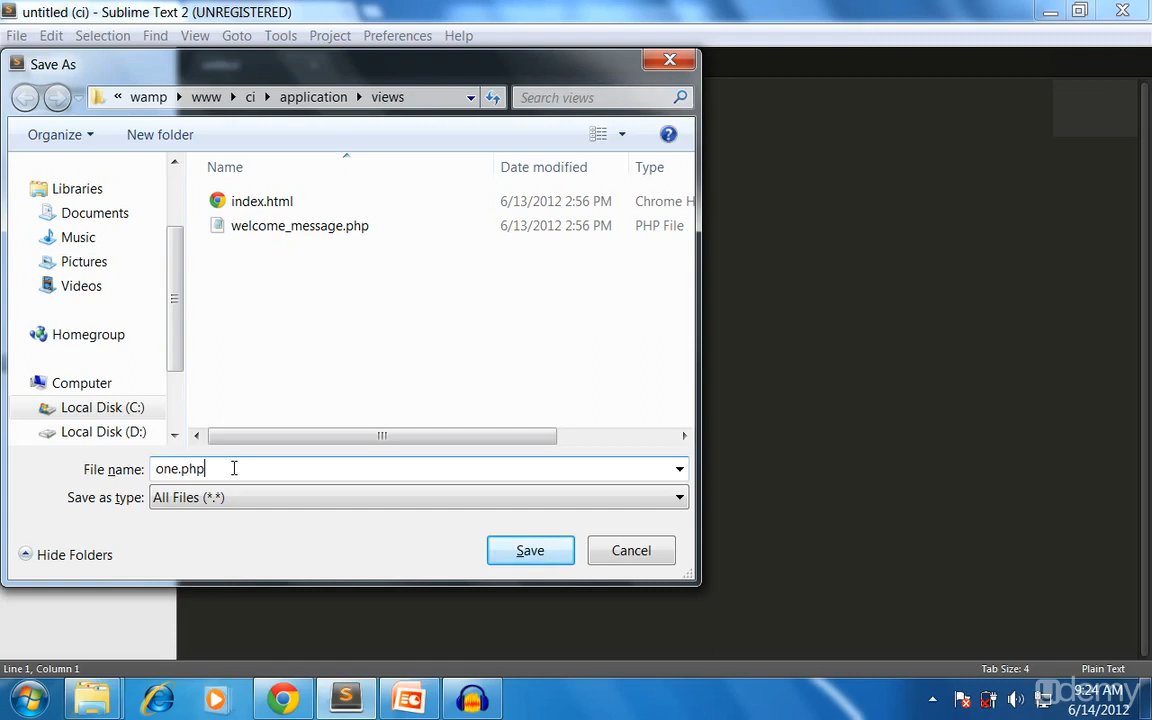 untitled (ci) - Sublime Text 2 (UNREGISTERED)
File Edit Selection Find View Goto Tools Project Preferences Help
Save As
« wamp www ci application views Search views
Organize New folder
Name Date modified Type
Libraries
index.html 6/13/2012 2:56 PM Chrome H
Documents
welcome_message.php 6/13/2012 2:56 PM PHP File
Music
Pictures
Videos
Homegroup
Computer
Local Disk (C:)
Local Disk (D:)
File name: one.php
Save as type: All Files (*.*)
Hide Folders Save Cancel
Line 1, Column 1 Tab Size: 4 Plain Text
udemy
9:24 AM
6/14/2012